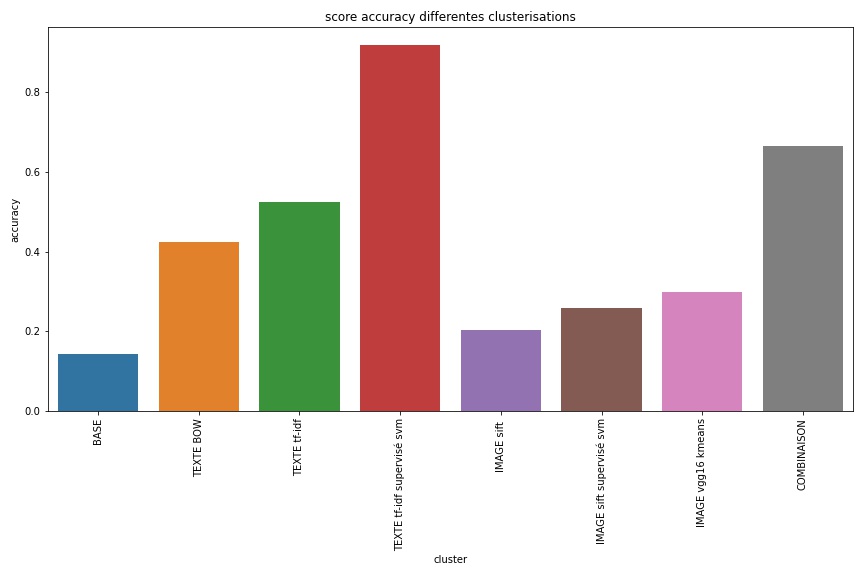 score accuracy differentes clusterisations
accuracy
0.8
0.6
0.4
0.2
0.0
BASE
TEXTE BOW
TEXTE tf-idf
TEXTE tf-idf supervisé svm
IMAGE sift
IMAGE sift supervisé svm
IMAGE vgg16 kmeans
COMBINAISON
cluster